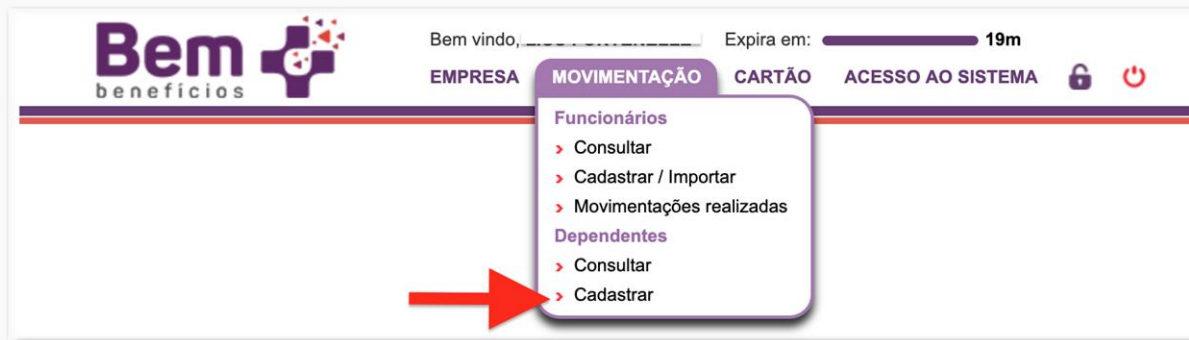 Bem
benefícios
Bem vindo, Expira em: 19m
EMPRESA MOVIMENTAÇÃO CARTÃO ACESSO AO SISTEMA
Funcionários
Consultar
Cadastrar / Importar
Movimentações realizadas
Dependentes
Consultar
Cadastrar